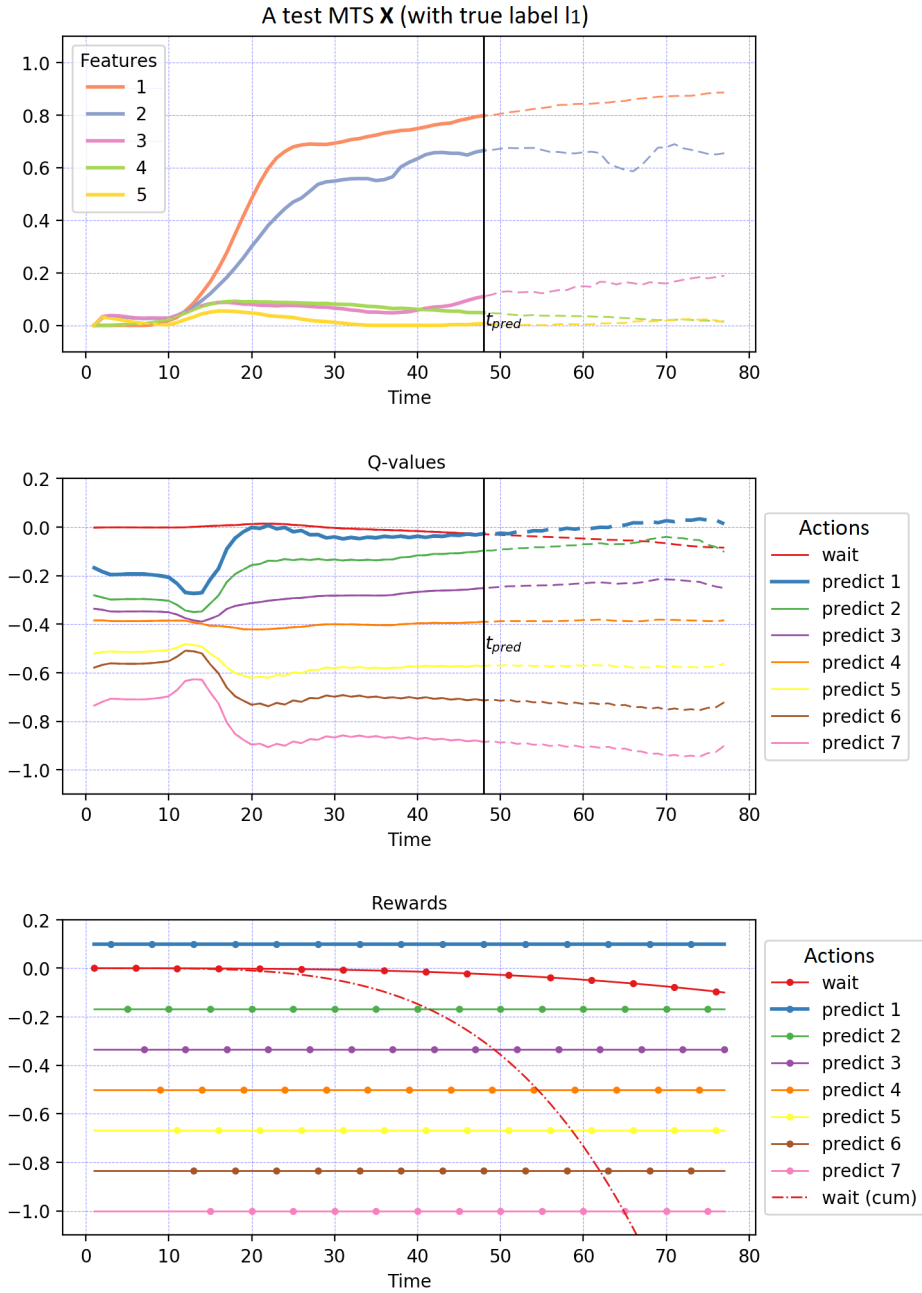 A test MTS X (with true label l1)
1.0
0.8
0.6
0.4
0.2
0.0
Features
1
2
3
4
5
t_pred
0 10 20 30 40 50 60 70 80
Time
Q-values
0.2
0.0
−0.2
−0.4
−0.6
−0.8
−1.0
t_pred
0 10 20 30 40 50 60 70 80
Time
Actions
wait
predict 1
predict 2
predict 3
predict 4
predict 5
predict 6
predict 7
Rewards
0.2
0.0
−0.2
−0.4
−0.6
−0.8
−1.0
0 10 20 30 40 50 60 70 80
Time
Actions
wait
predict 1
predict 2
predict 3
predict 4
predict 5
predict 6
predict 7
wait (cum)